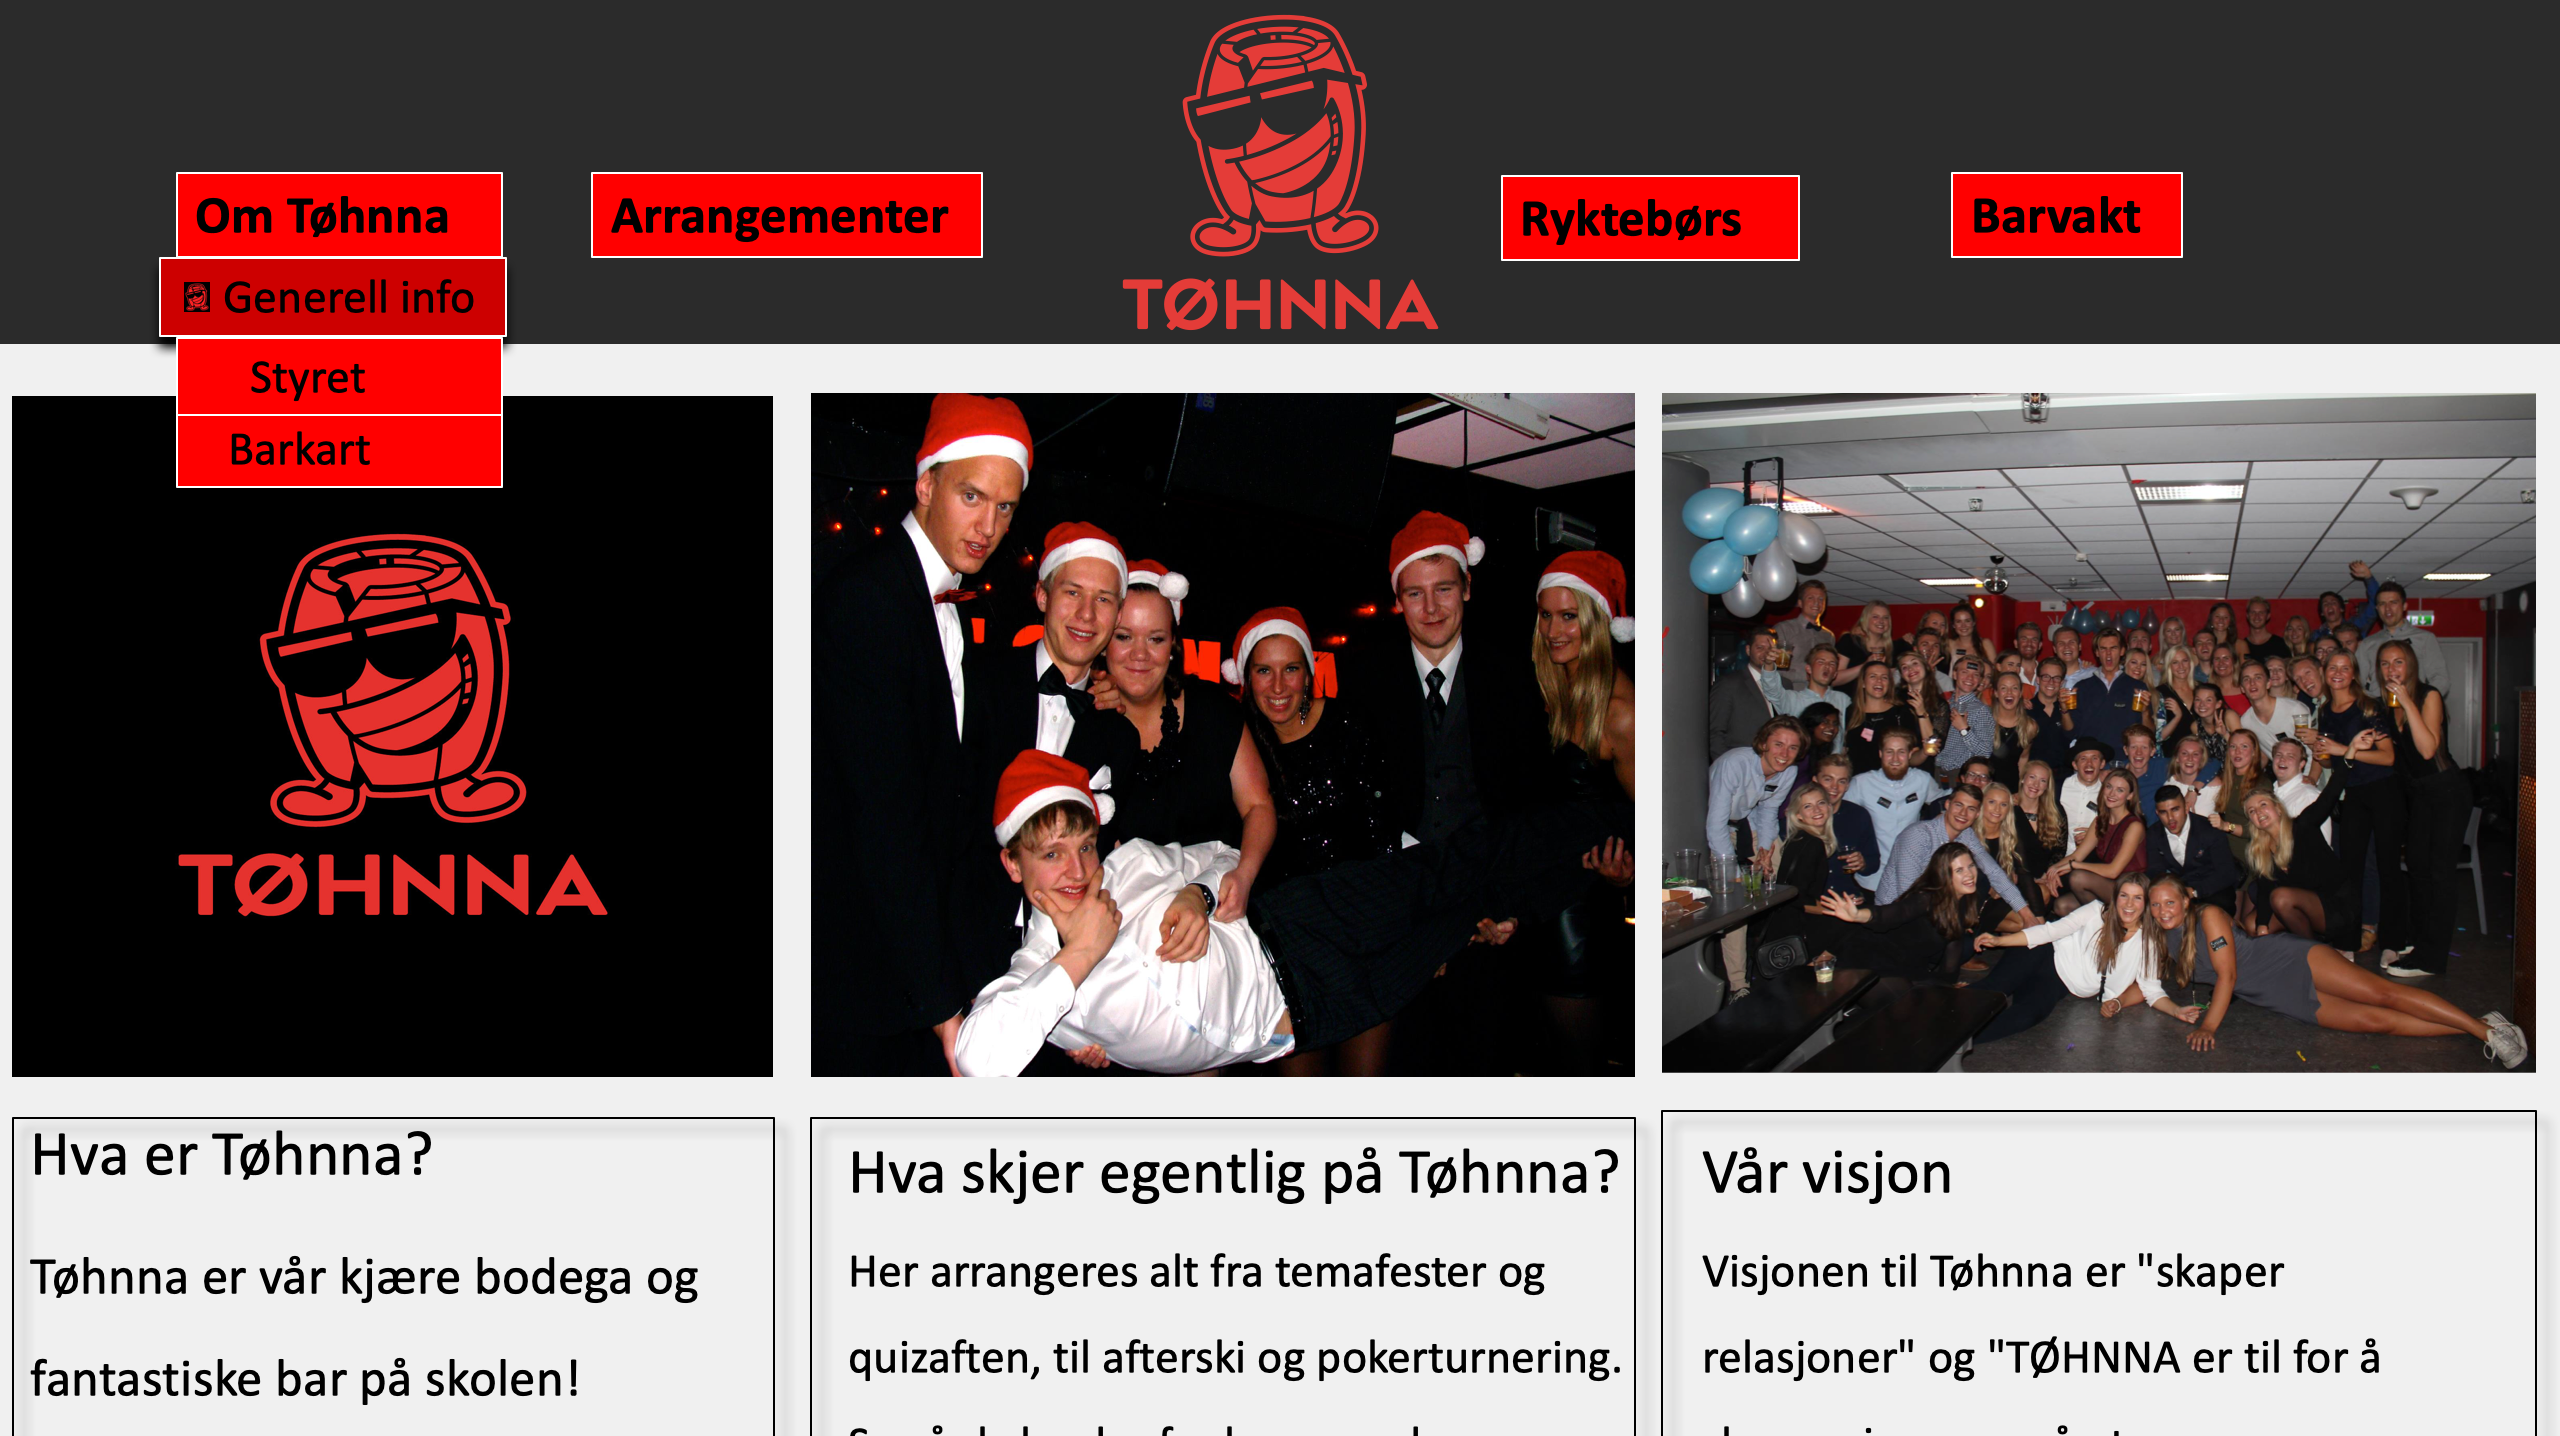 TØHNNA
Om Tøhnna
Arrangementer
Ryktebørs
Barvakt
Generell info
Styret
Barkart
TØHNNA
Hva er Tøhnna?
Tøhnna er vår kjære bodega og
fantastiske bar på skolen!
Hva skjer egentlig på Tøhnna?
Her arrangeres alt fra temafester og
quizaften, til afterski og pokerturnering.
Vår visjon
Visjonen til Tøhnna er "skaper
relasjoner" og "TØHNNA er til for å